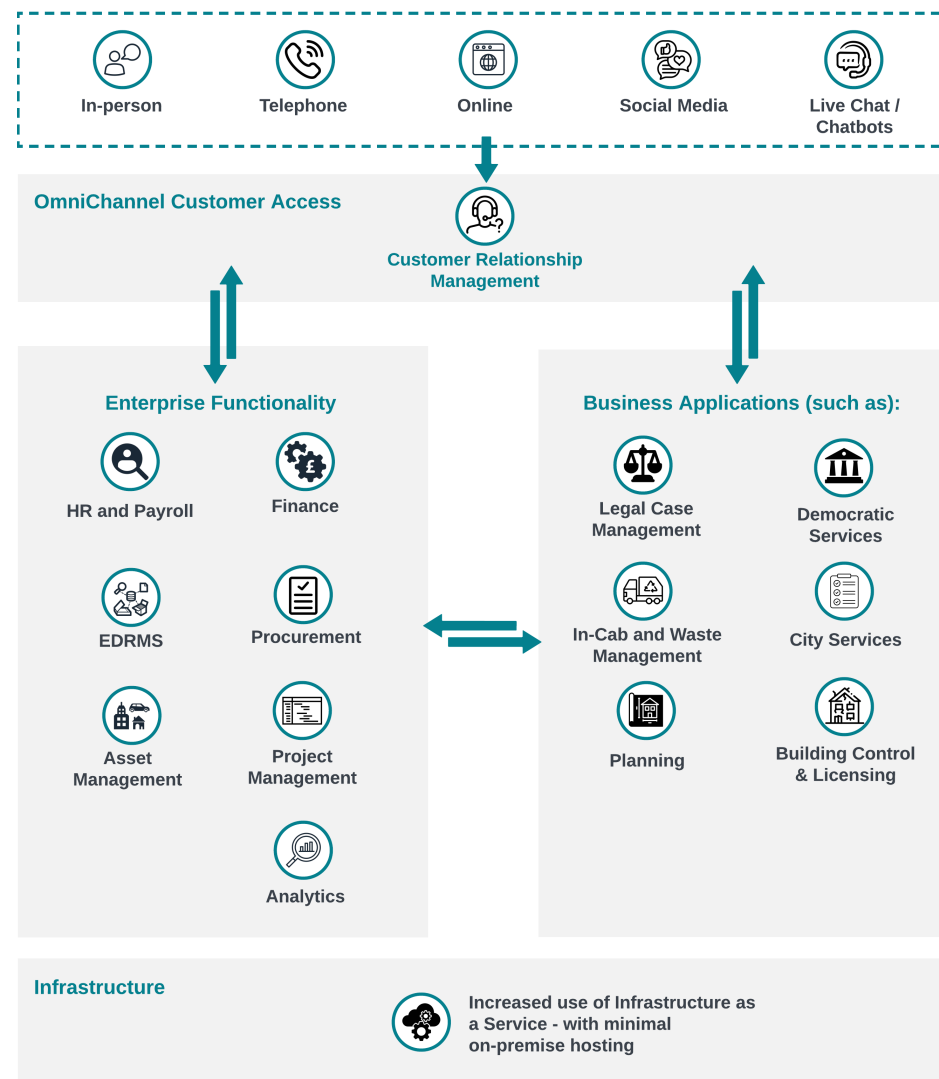 In-person
Telephone
Online
Social Media
Live Chat /
Chatbots
OmniChannel Customer Access
?
Customer Relationship
Management
Enterprise Functionality
HR and Payroll
£
Finance
EDRMS
Procurement
Asset
Management
Project
Management
Analytics
Business Applications (such as):
Legal Case
Management
Democratic
Services
In-Cab and Waste
Management
City Services
Planning
Building Control
& Licensing
Infrastructure
Increased use of Infrastructure as
a Service - with minimal
on-premise hosting